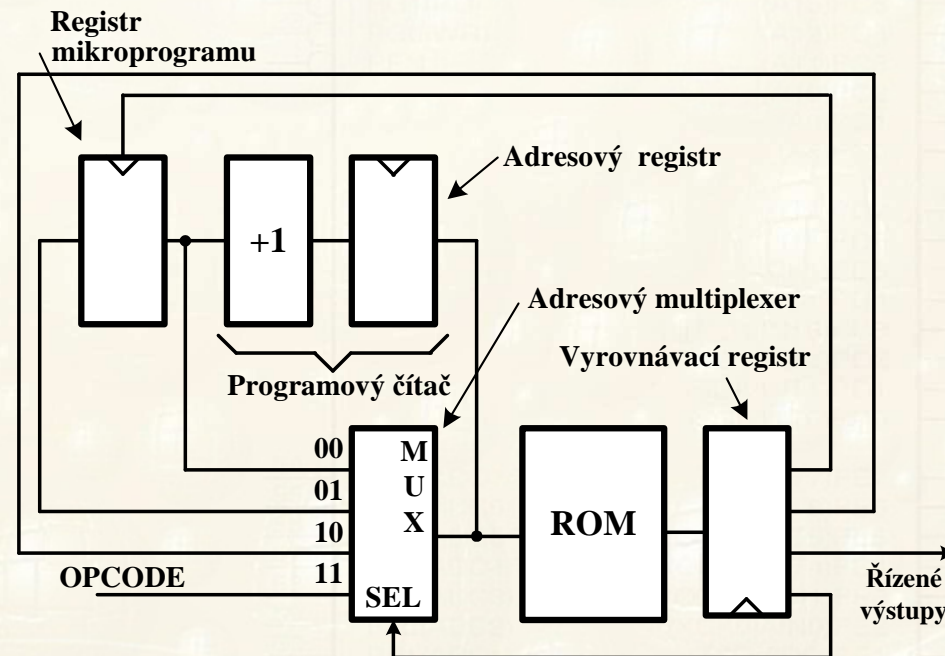 Registr
mikroprogramu
Adresový registr
+1
Adresový multiplexer
Vyrovnávací registr
Programový čítač
00
01
10
11
M
U
X
SEL
ROM
OPCODE
Řízené
výstupy